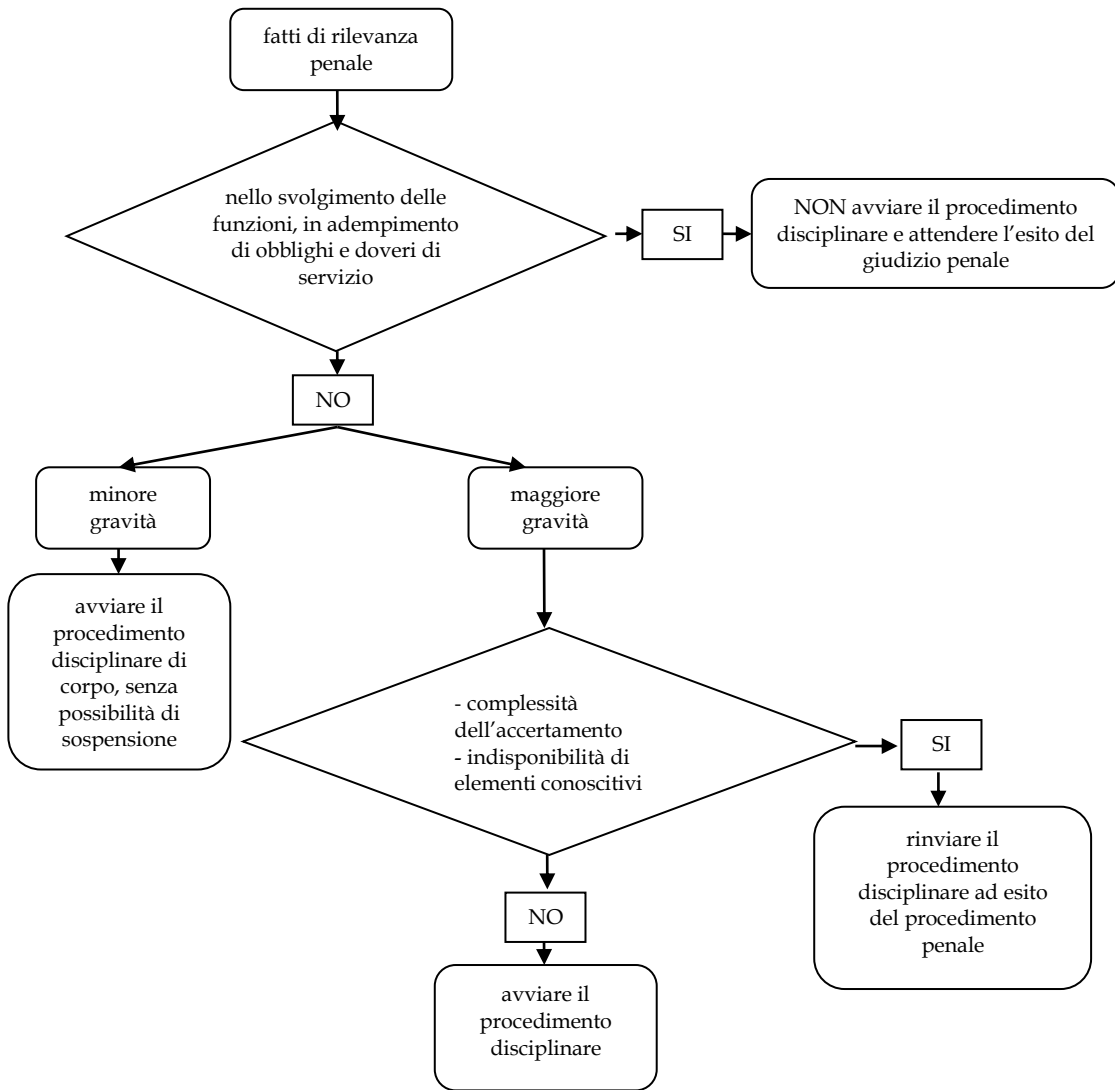 fatti di rilevanza
penale
nello svolgimento delle
funzioni, in adempimento
di obblighi e doveri di
servizio
SI
NON avviare il procedimento
disciplinare e attendere l’esito del
giudizio penale
NO
minore
gravità
maggiore
gravità
avviare il
procedimento
disciplinare di
corpo, senza
possibilità di
sospensione
- complessità
dell’accertamento
- indisponibilità di
elementi conoscitivi
SI
rinviare il
procedimento
disciplinare ad esito
del procedimento
penale
NO
avviare il
procedimento
disciplinare